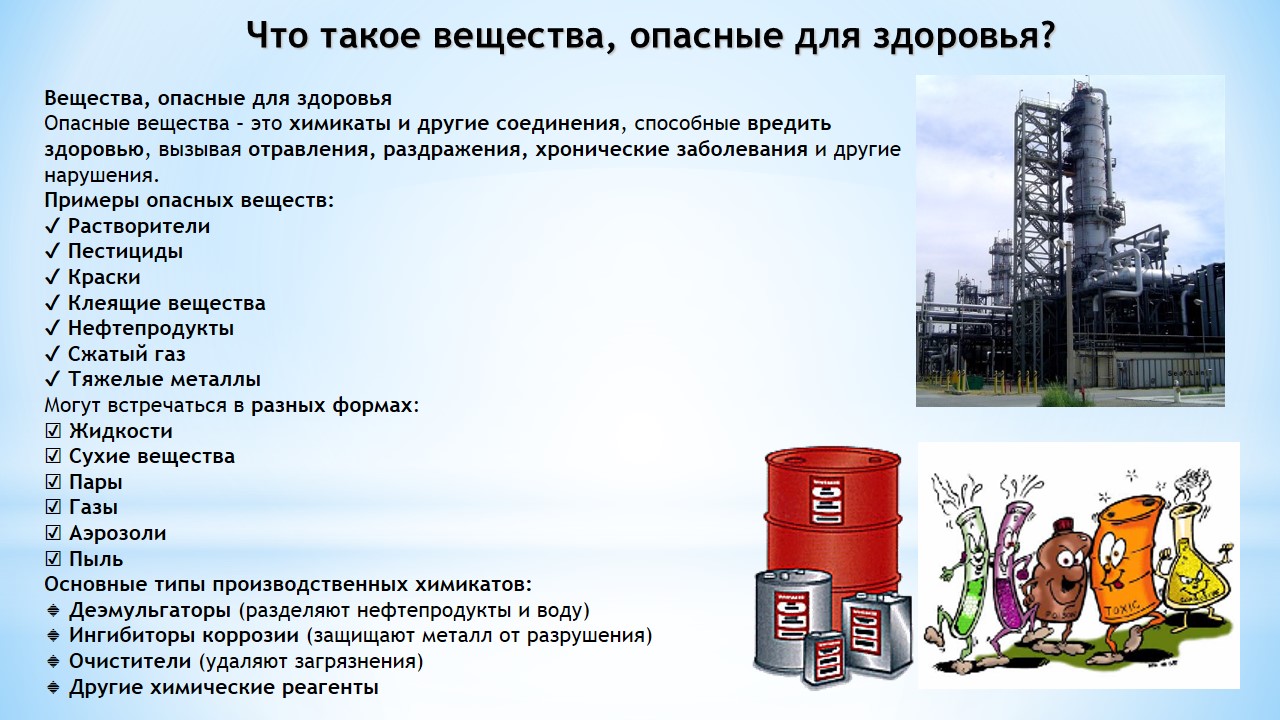 Что такое вещества, опасные для здоровья?
Вещества, опасные для здоровья
Опасные вещества - это химикаты и другие соединения, способные вредить
здоровью, вызывая отравления, раздражения, хронические заболевания и другие
нарушения.
Примеры опасных веществ:
✓ Растворители
✓ Пестициды
✓ Краски
✓ Клеящие вещества
✓ Нефтепродукты
✓ Сжатый газ
✓ Тяжелые металлы
Могут встречаться в разных формах:
☑ Жидкости
☑ Сухие вещества
☑ Пары
☑ Газы
☑ Аэрозоли
☑ Пыль
Основные типы производственных химикатов:
🔹 Деэмульгаторы (разделяют нефтепродукты и воду)
🔹 Ингибиторы коррозии (защищают металл от разрушения)
🔹 Очистители (удаляют загрязнения)
🔹 Другие химические реагенты
POISON
TOXIC